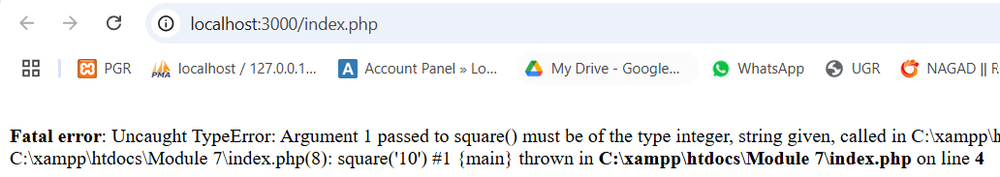 localhost:3000/index.php
PGR localhost / 127.0.0.1... Account Panel » Lo... My Drive - Google... WhatsApp UGR NAGAD ||
Fatal error: Uncaught TypeError: Argument 1 passed to square() must be of the type integer, string given, called in C:\xampp\
C:\xampp\htdocs\Module 7\index.php(8): square('10') #1 {main} thrown in C:\xampp\htdocs\Module 7\index.php on line 4